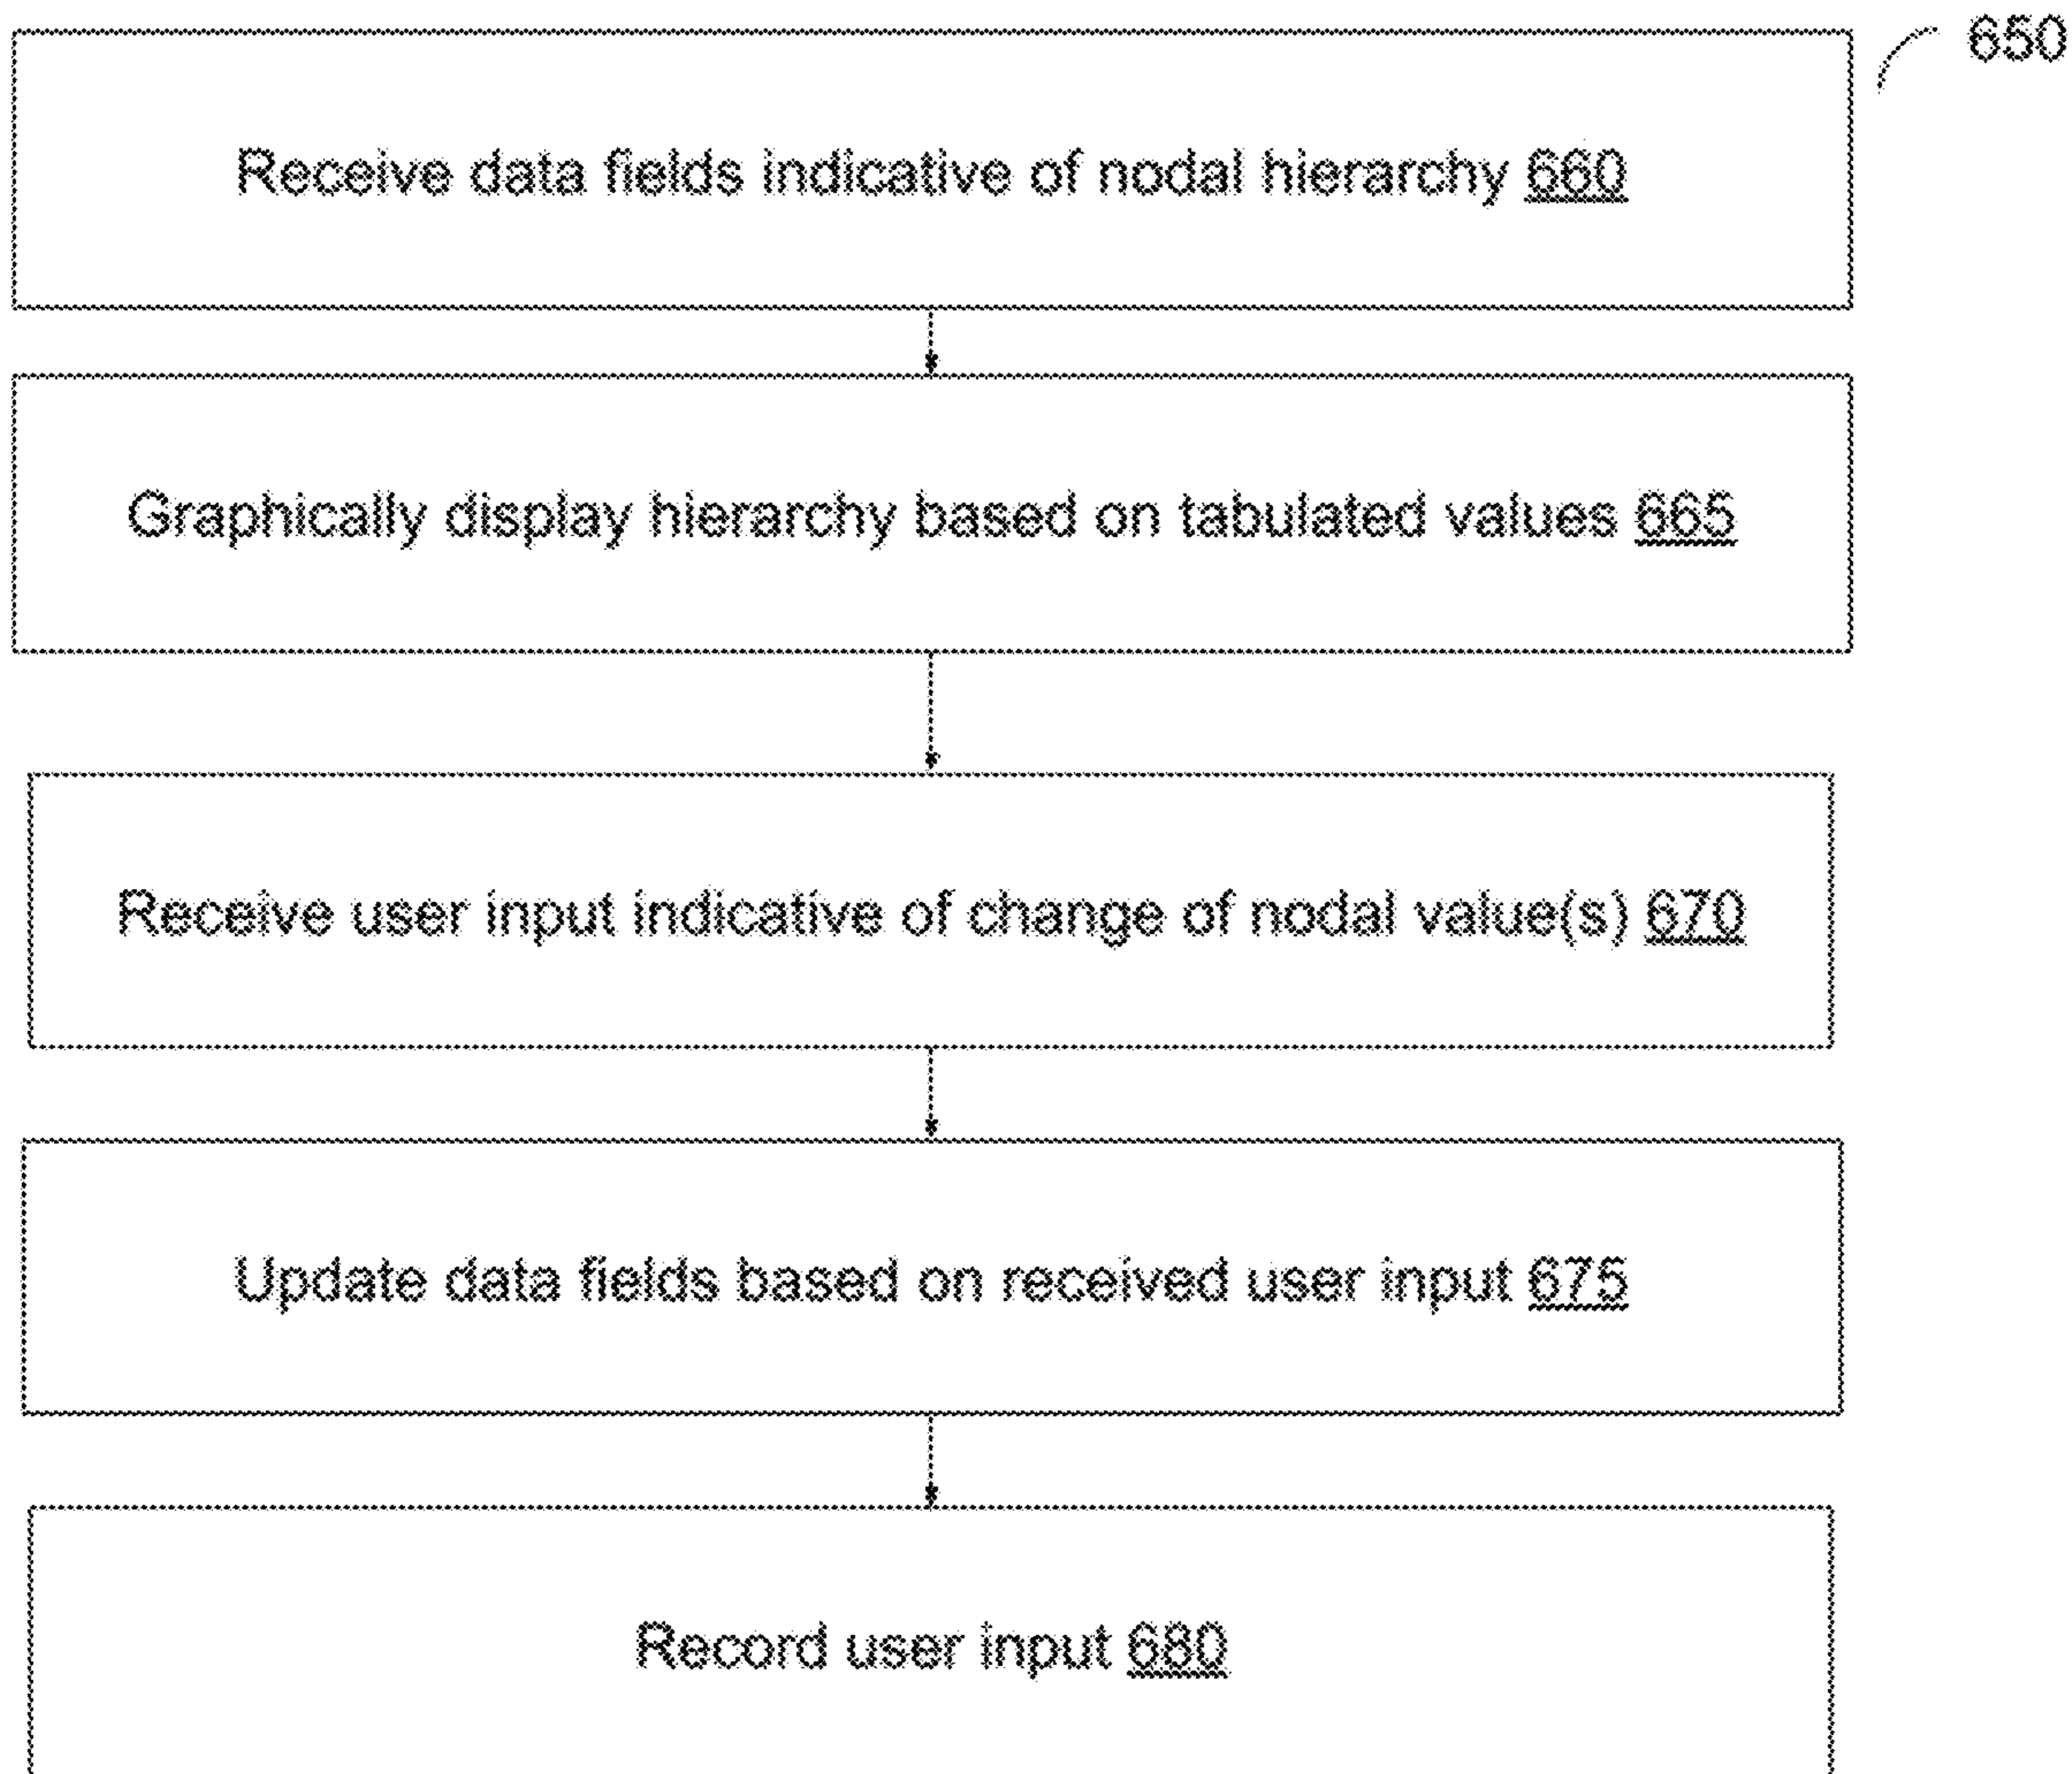 650
Receive data fields indicative of nodal hierarchy 660
Graphically display hierarchy based on tabulated values 665
Receive user input indicative of change of nodal value(s) 670
Update data fields based on received user input 675
Record user input 680